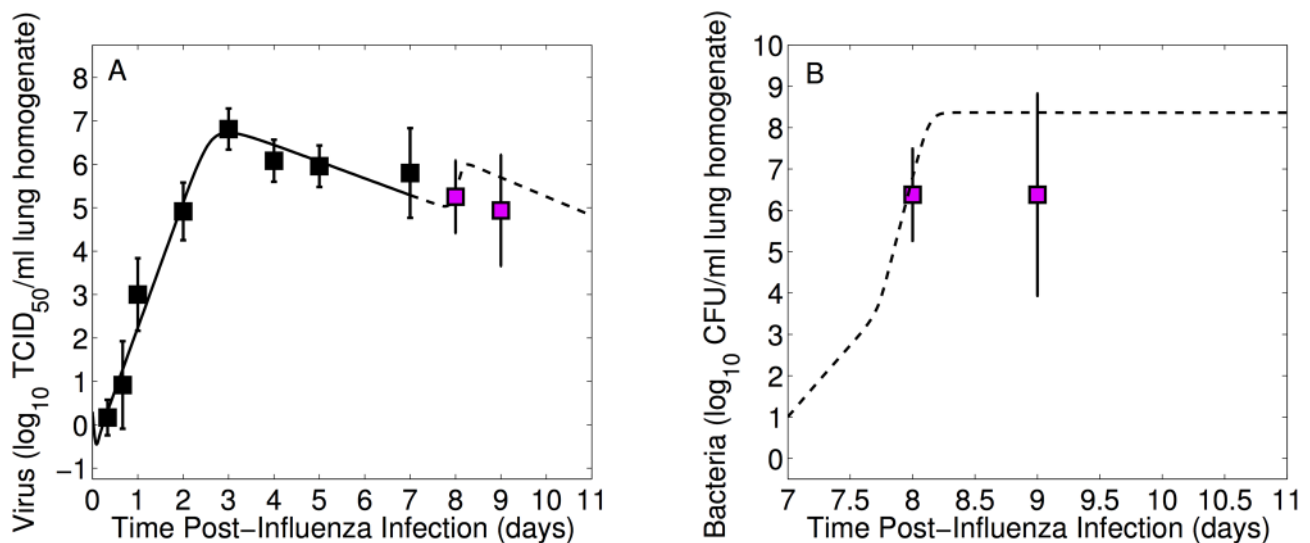 A
Virus (log10 TCID50/ml lung homogenate)
8
7
6
5
4
3
2
1
0
−1
0 1 2 3 4 5 6 7 8 9 10 11
Time Post−Influenza Infection (days)
B
Bacteria (log10 CFU/ml lung homogenate)
10
9
8
7
6
5
4
3
2
1
0
7 7.5 8 8.5 9 9.5 10 10.5 11
Time Post−Influenza Infection (days)